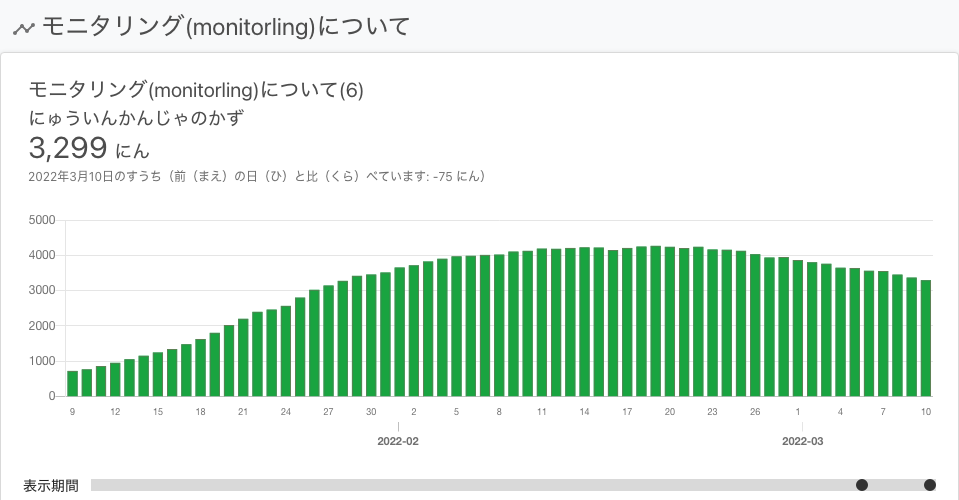 モニタリング(monitorling)について
モニタリング(monitorling)について(6)
にゅういんかんじゃのかず
3,299 にん
2022年3月10日のすうち（前（まえ）の日（ひ）と比（くら）べています: -75 にん）
5000
4000
3000
2000
1000
0
9 12 15 18 21 24 27 30 2 5 8 11 14 17 20 23 26 1 4 7 10
2022-02 2022-03
表示期間